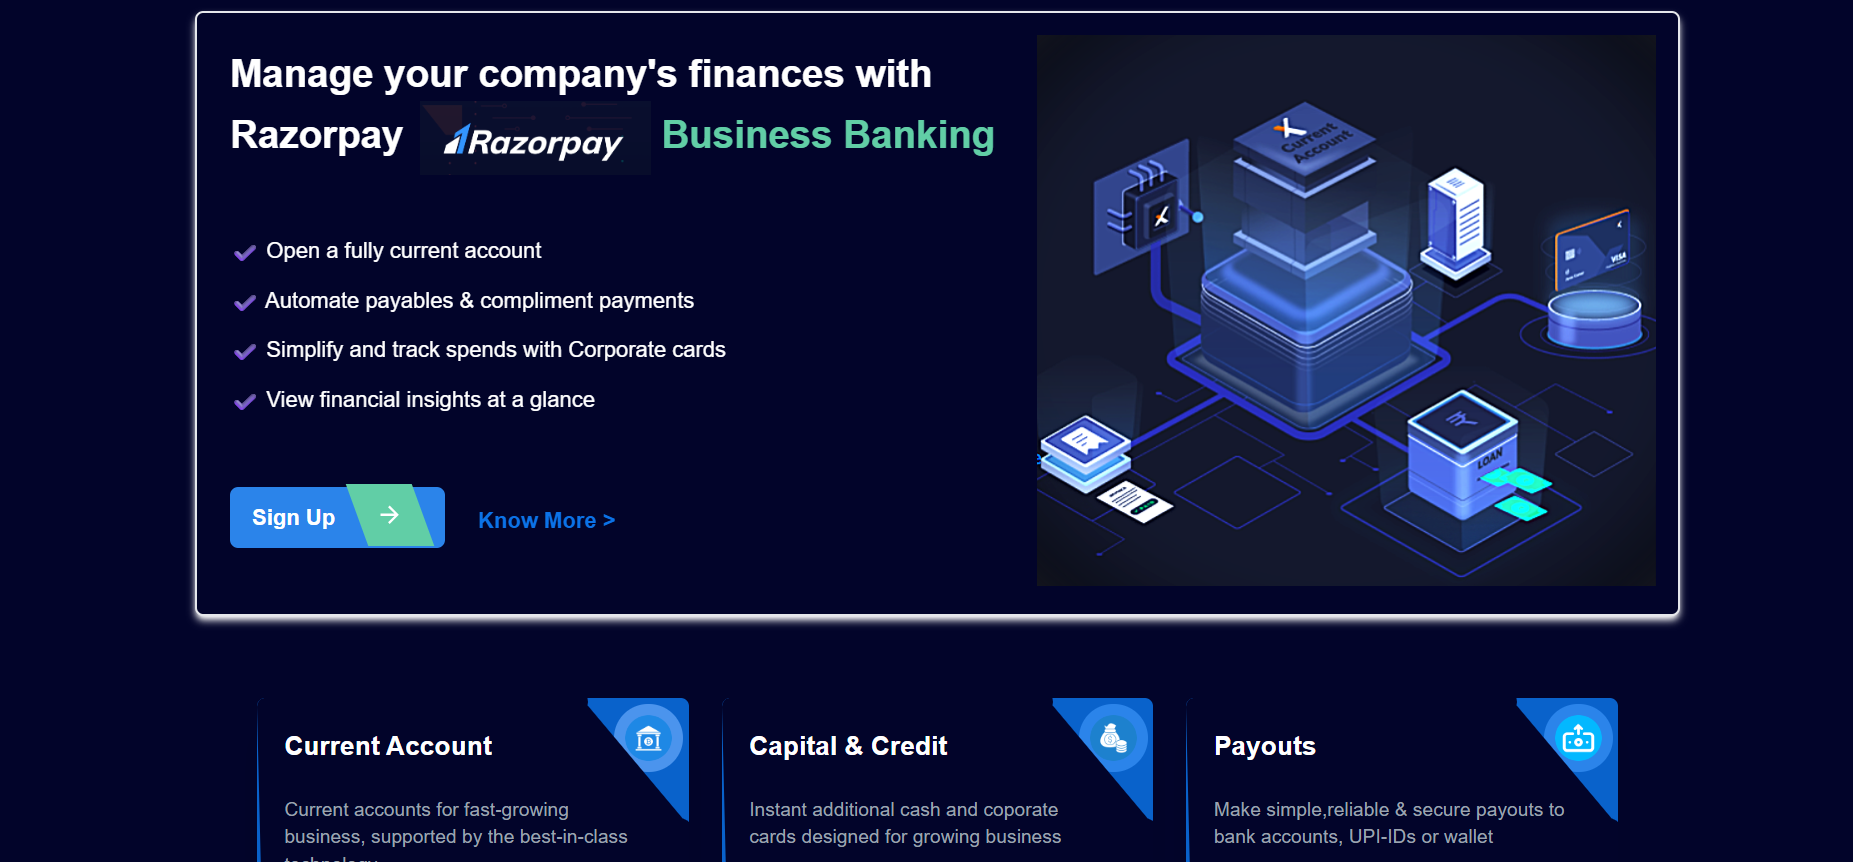 Manage your company's finances with
Razorpay Razorpay Business Banking
Open a fully current account
Automate payables & compliment payments
Simplify and track spends with Corporate cards
View financial insights at a glance
Sign Up
Know More >
Current
Account
VISA
LOAN
Current Account
Current accounts for fast-growing
business, supported by the best-in-class
technology
Capital & Credit
Instant additional cash and coporate
cards designed for growing business
Payouts
Make simple,reliable & secure payouts to
bank accounts, UPI-IDs or wallet